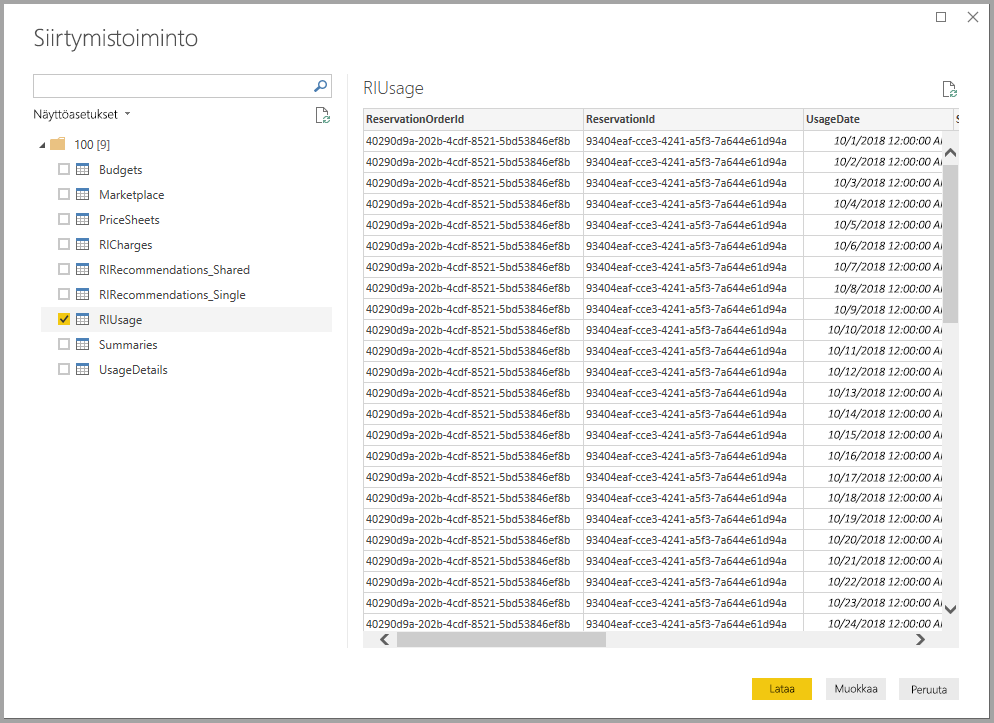 Siirtymistoiminto
Näyttöasetukset
100 [9]
Budgets
Marketplace
PriceSheets
RICharges
RIRecommendations_Shared
RIRecommendations_Single
RIUsage
Summaries
UsageDetails
RIUsage
ReservationOrderId ReservationId UsageDate S
40290d9a-202b-4cdf-8521-5bd53846ef8b 93404eaf-cce3-4241-a5f3-7a644e61d94a 10/1/2018 12:00:00 A
40290d9a-202b-4cdf-8521-5bd53846ef8b 93404eaf-cce3-4241-a5f3-7a644e61d94a 10/2/2018 12:00:00 A
40290d9a-202b-4cdf-8521-5bd53846ef8b 93404eaf-cce3-4241-a5f3-7a644e61d94a 10/3/2018 12:00:00 A
40290d9a-202b-4cdf-8521-5bd53846ef8b 93404eaf-cce3-4241-a5f3-7a644e61d94a 10/4/2018 12:00:00 A
40290d9a-202b-4cdf-8521-5bd53846ef8b 93404eaf-cce3-4241-a5f3-7a644e61d94a 10/5/2018 12:00:00 A
40290d9a-202b-4cdf-8521-5bd53846ef8b 93404eaf-cce3-4241-a5f3-7a644e61d94a 10/6/2018 12:00:00 A
40290d9a-202b-4cdf-8521-5bd53846ef8b 93404eaf-cce3-4241-a5f3-7a644e61d94a 10/7/2018 12:00:00 A
40290d9a-202b-4cdf-8521-5bd53846ef8b 93404eaf-cce3-4241-a5f3-7a644e61d94a 10/8/2018 12:00:00 A
40290d9a-202b-4cdf-8521-5bd53846ef8b 93404eaf-cce3-4241-a5f3-7a644e61d94a 10/9/2018 12:00:00 A
40290d9a-202b-4cdf-8521-5bd53846ef8b 93404eaf-cce3-4241-a5f3-7a644e61d94a 10/10/2018 12:00:00 A
40290d9a-202b-4cdf-8521-5bd53846ef8b 93404eaf-cce3-4241-a5f3-7a644e61d94a 10/11/2018 12:00:00 A
40290d9a-202b-4cdf-8521-5bd53846ef8b 93404eaf-cce3-4241-a5f3-7a644e61d94a 10/12/2018 12:00:00 A
40290d9a-202b-4cdf-8521-5bd53846ef8b 93404eaf-cce3-4241-a5f3-7a644e61d94a 10/13/2018 12:00:00 A
40290d9a-202b-4cdf-8521-5bd53846ef8b 93404eaf-cce3-4241-a5f3-7a644e61d94a 10/14/2018 12:00:00 A
40290d9a-202b-4cdf-8521-5bd53846ef8b 93404eaf-cce3-4241-a5f3-7a644e61d94a 10/15/2018 12:00:00 A
40290d9a-202b-4cdf-8521-5bd53846ef8b 93404eaf-cce3-4241-a5f3-7a644e61d94a 10/16/2018 12:00:00 A
40290d9a-202b-4cdf-8521-5bd53846ef8b 93404eaf-cce3-4241-a5f3-7a644e61d94a 10/17/2018 12:00:00 A
40290d9a-202b-4cdf-8521-5bd53846ef8b 93404eaf-cce3-4241-a5f3-7a644e61d94a 10/18/2018 12:00:00 A
40290d9a-202b-4cdf-8521-5bd53846ef8b 93404eaf-cce3-4241-a5f3-7a644e61d94a 10/19/2018 12:00:00 A
40290d9a-202b-4cdf-8521-5bd53846ef8b 93404eaf-cce3-4241-a5f3-7a644e61d94a 10/20/2018 12:00:00 A
40290d9a-202b-4cdf-8521-5bd53846ef8b 93404eaf-cce3-4241-a5f3-7a644e61d94a 10/21/2018 12:00:00 A
40290d9a-202b-4cdf-8521-5bd53846ef8b 93404eaf-cce3-4241-a5f3-7a644e61d94a 10/22/2018 12:00:00 A
40290d9a-202b-4cdf-8521-5bd53846ef8b 93404eaf-cce3-4241-a5f3-7a644e61d94a 10/23/2018 12:00:00 A
40290d9a-202b-4cdf-8521-5bd53846ef8b 93404eaf-cce3-4241-a5f3-7a644e61d94a 10/24/2018 12:00:00 A
Lataa Muokkaa Peruuta